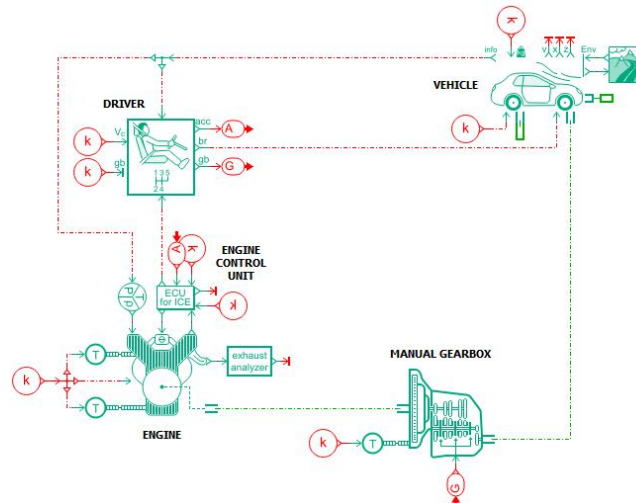 k
info
v x z Env
VEHICLE
DRIVER
acc
k
Vc
A
k
br
k
gb
gb
G
1 3 5
2 4
A
k
ENGINE
CONTROL
UNIT
T
P p
ECU
for ICE
k
T
exhaust
analyzer
MANUAL GEARBOX
k
T
ENGINE
k
T
G